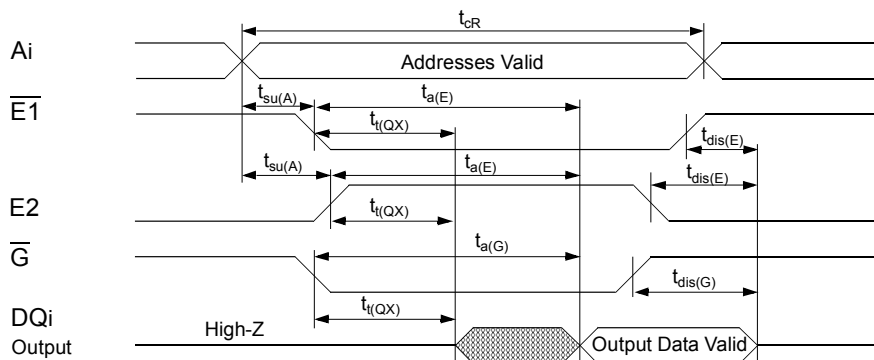 tcR
Ai Addresses Valid
tsu(A) ta(E)
E1
tt(QX) tdis(E)
tsu(A) ta(E) tdis(E)
E2 tt(QX)
G ta(G)
tdis(G)
tt(QX)
DQi
Output High-Z Output Data Valid